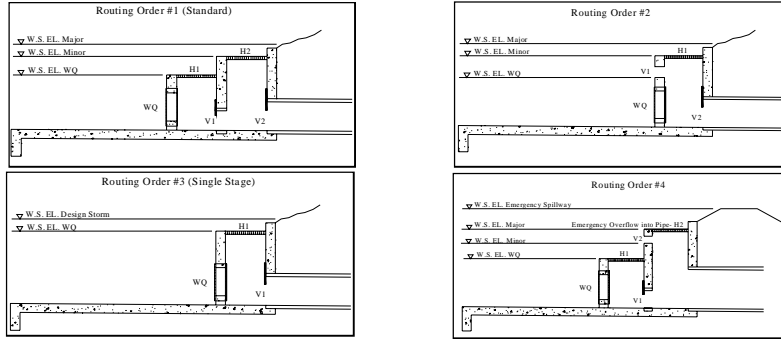 Routing Order #1 (Standard)
W.S. EL. Major
W.S. EL. Minor
H2
W.S. EL. WQ
H1
WQ
V1
V2
Routing Order #2
W.S. EL. Major
W.S. EL. Minor
H1
V1
W.S. EL. WQ
WQ
V2
Routing Order #3 (Single Stage)
W.S. EL. Design Storm
W.S. EL. WQ
H1
WQ
V1
Routing Order #4
W.S. EL. Emergency Spillway
W.S. EL. Major
Emergency Overflow into Pipe- H2
V2
W.S. EL. Minor
W.S. EL. WQ
H1
WQ
V1